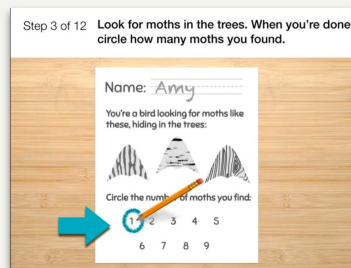 Step 3 of 12
Look for moths in the trees. When you're done
circle how many moths you found.
Name: Amy
You're a bird looking for moths like
these, hiding in the trees:
Circle the number of moths you find:
1 2 3 4 5
6 7 8 9